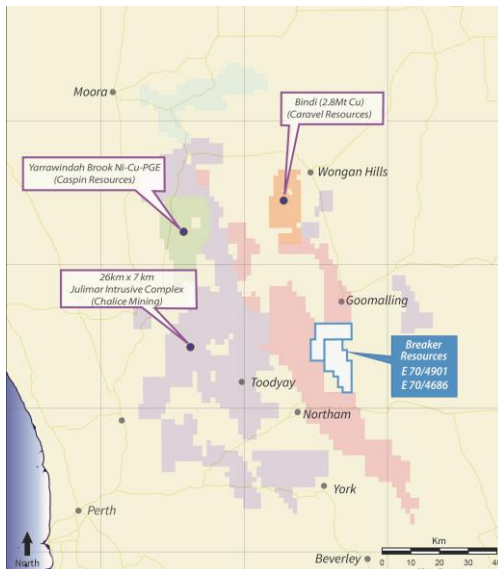 Moora
Bindi (2.8Mt Cu)
(Caravel Resources)
Yarrawindah Brook Ni-Cu-PGE
(Caspin Resources)
Wongan Hills
26km x 7 km
Julimar Intrusive Complex
(Chalice Mining)
Goomalling
Breaker
Resources
E 70/4901
E 70/4686
Toodyay
Northam
York
Perth
North
Beverley
Km
0 10 20 30 40